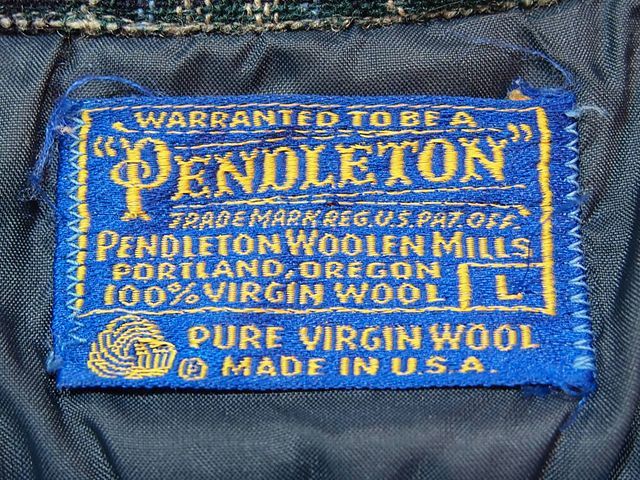 WARRANTED TO BE A
"PENDLETON"
TRADE MARK REG. U.S. PAT. OFF.
PENDLETON WOOLEN MILLS
PORTLAND, OREGON
100% VIRGIN WOOL L
PURE VIRGIN WOOL
MADE IN U.S.A.